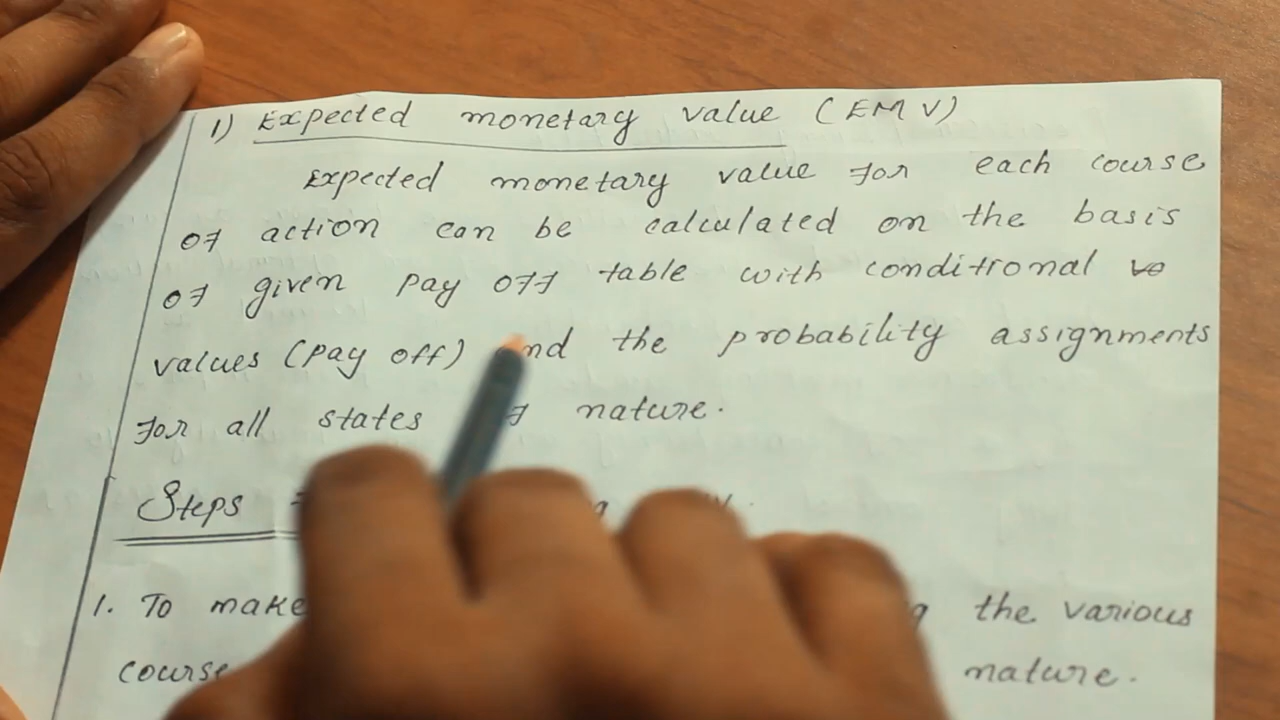 1) Expected monetary value (EMV)
Expected monetary value for each course
of action can be calculated on the basis
of given pay off table with conditional
values (pay off) and the probability assignments
for all states of nature.
Steps
1. To make the various
course nature.